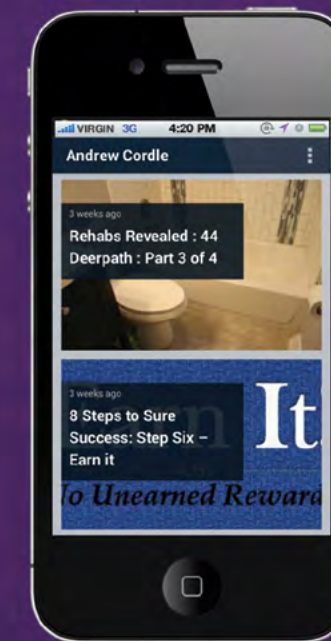 VIRGIN 3G 4:20 PM
Andrew Cordle
3 weeks ago
Rehabs Revealed : 44
Deerpath : Part 3 of 4
3 weeks ago
8 Steps to Sure
Success: Step Six –
Earn it
It
No Unearned Reward